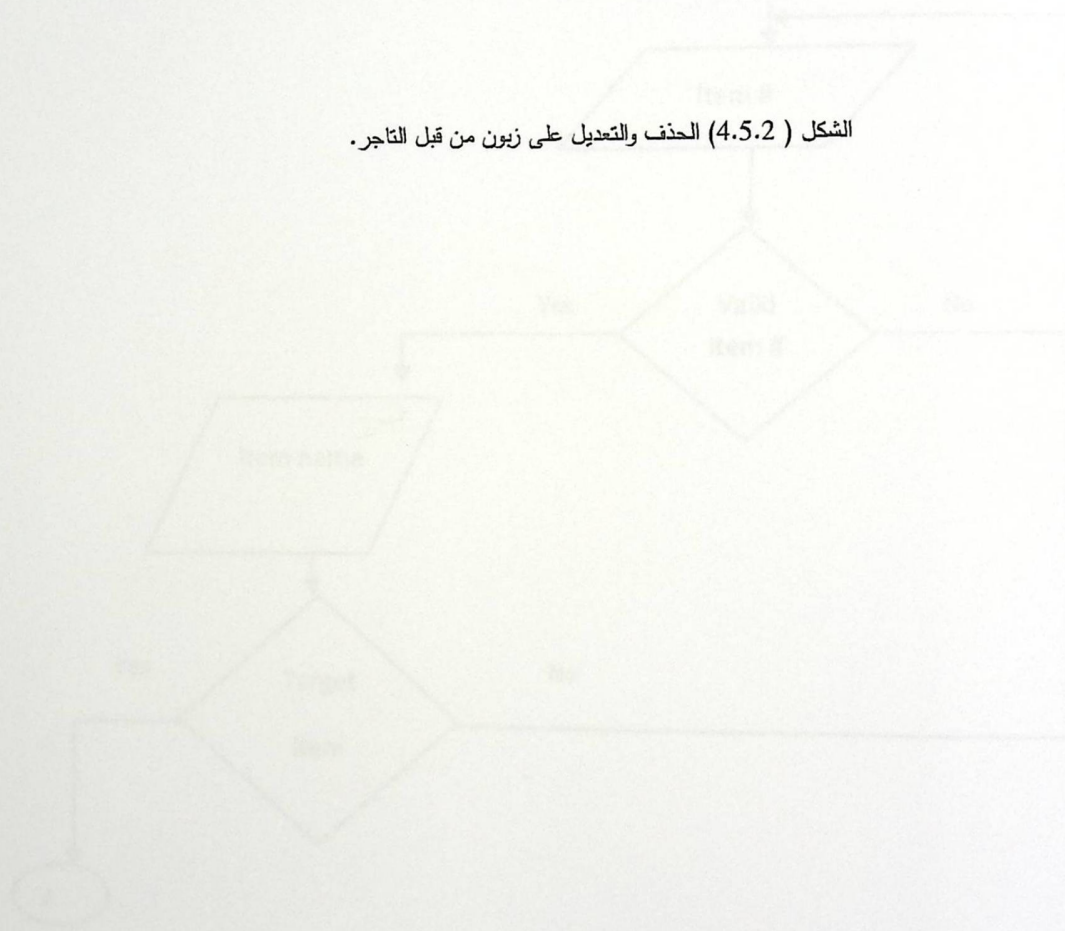 الشكل ( 4.5.2) الحذف والتعديل على زبون من قبل التاجر.
Item #
Yes
Valid
No
Item #
Item name
No
Target
Item